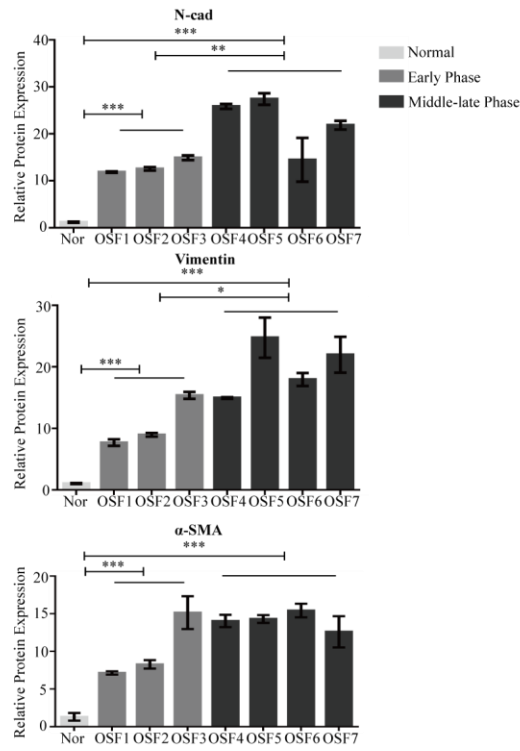 N-cad
***
**
***
40
30
20
10
0
Relative Protein Expression
Nor OSF1 OSF2 OSF3 OSF4 OSF5 OSF6 OSF7
Normal
Early Phase
Middle-late Phase
Vimentin
***
*
***
30
20
10
0
Relative Protein Expression
Nor OSF1 OSF2 OSF3 OSF4 OSF5 OSF6 OSF7
α-SMA
***
***
20
15
10
5
0
Relative Protein Expression
Nor OSF1 OSF2 OSF3 OSF4 OSF5 OSF6 OSF7